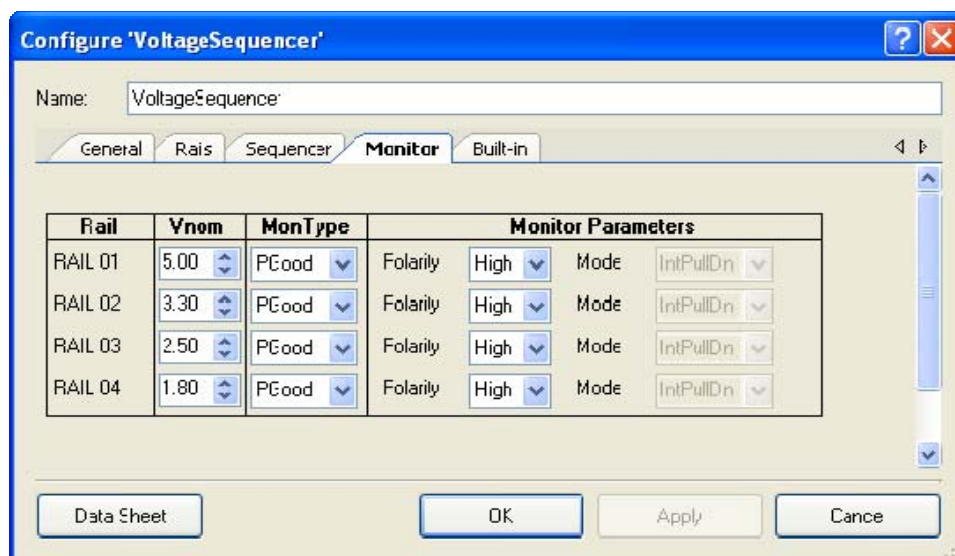 Configure 'VoltageSequencer'
Name: VoltageSequencer
General Rails Sequencer Monitor Built-in
Rail Vnom MonType Monitor Parameters
RAIL 01 5.00 PGood Polarity High Mode IntPullDn
RAIL 02 3.30 PGood Polarity High Mode IntPullDn
RAIL 03 2.50 PGood Polarity High Mode IntPullDn
RAIL 04 1.80 PGood Polarity High Mode IntPullDn
Data Sheet OK Apply Cancel